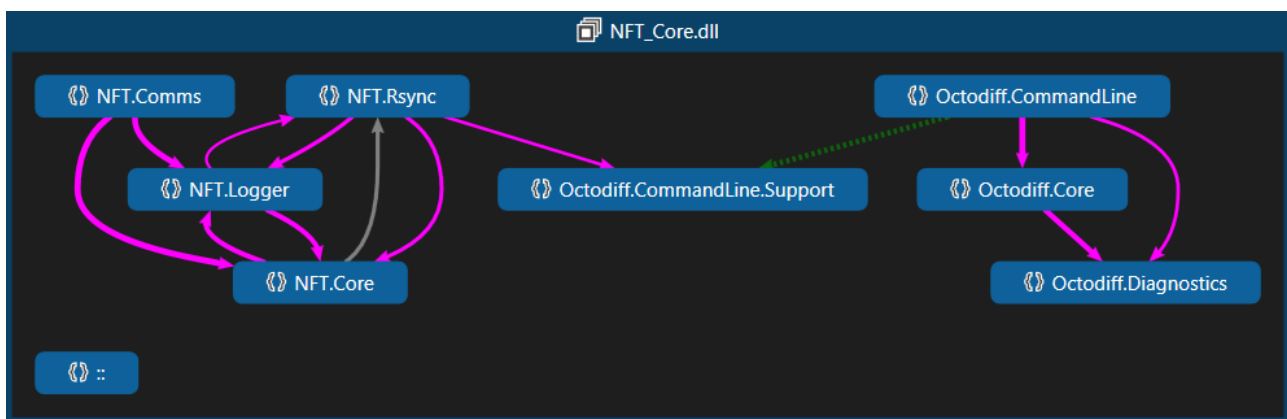 NFT_Core.dll
NFT.Comms
NFT.Rsync
Octodiff.CommandLine
NFT.Logger
Octodiff.CommandLine.Support
Octodiff.Core
NFT.Core
Octodiff.Diagnostics
::